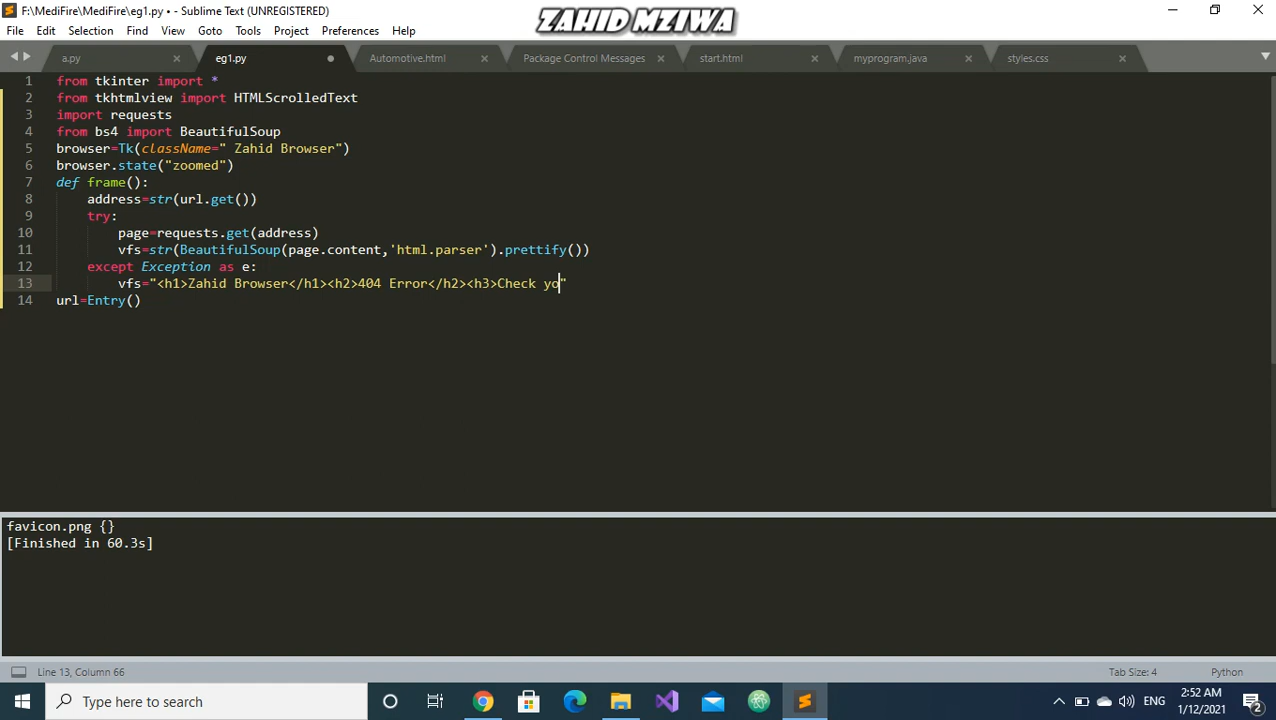 F:\MediFire\MediFire\eg1.py • - Sublime Text (UNREGISTERED)
ZAHID MZIWA
File Edit Selection Find View Goto Tools Project Preferences Help
a.py eg1.py Automotive.html Package Control Messages start.html myprogram.java styles.css
1 from tkinter import *
2 from tkhtmlview import HTMLScrolledText
3 import requests
4 from bs4 import BeautifulSoup
5 browser=Tk(className=" Zahid Browser")
6 browser.state("zoomed")
7 def frame():
8 address=str(url.get())
9 try:
10 page=requests.get(address)
11 vfs=str(BeautifulSoup(page.content,'html.parser').prettify())
12 except Exception as e:
13 vfs="<h1>Zahid Browser</h1><h2>404 Error</h2><h3>Check yo"
14 url=Entry()
favicon.png {}
[Finished in 60.3s]
Line 13, Column 66 Tab Size: 4 Python
Type here to search
ENG
2:52 AM
1/12/2021
2